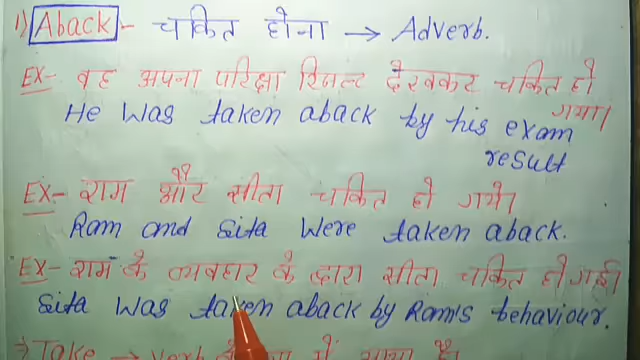 1) Aback - चकित होना → Adverb.
EX- वह अपना परिक्षा रिजल्ट देखकर चकित हो गया।
He was taken aback by his exam result
EX- राम और सीता चकित हो गये।
Ram and Sita were taken aback.
EX- राम के व्यवहार के द्वारा सीता चकित हो गई।
Sita was taken aback by Ram's behaviour.
Take → Verb